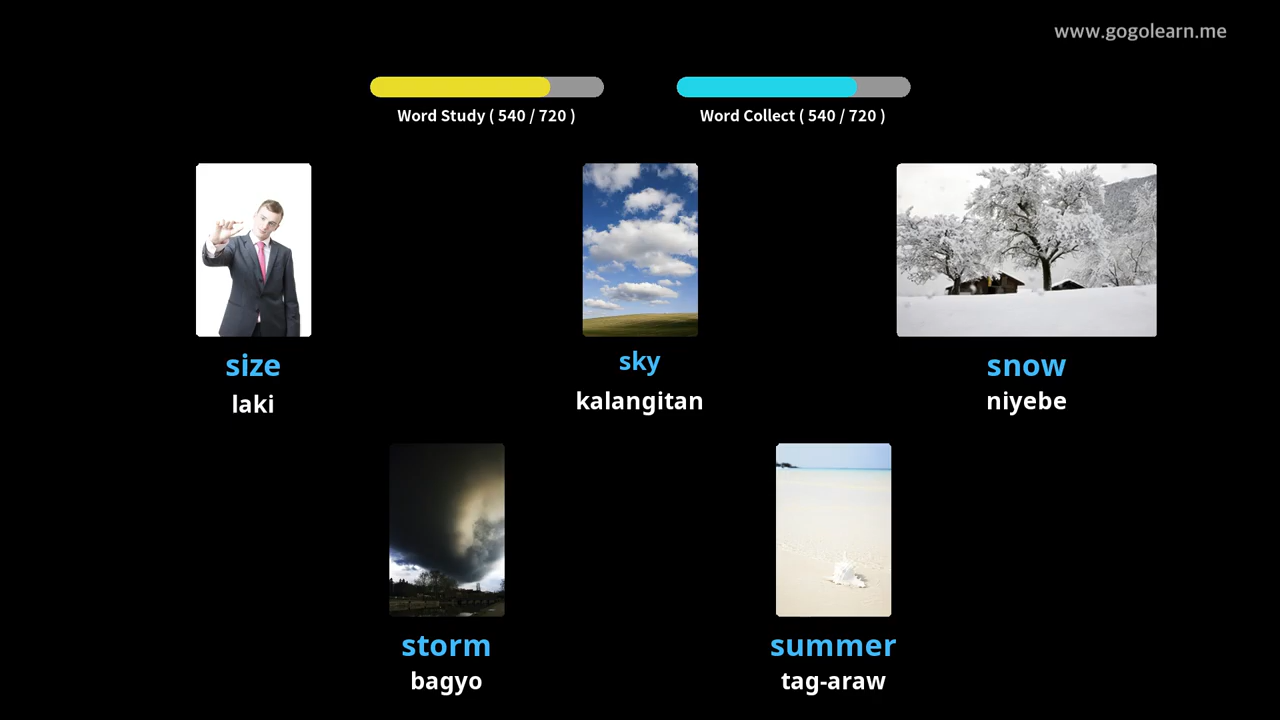 www.gogolearn.me
Word Study ( 540 / 720 )
Word Collect ( 540 / 720 )
size
laki
sky
kalangitan
snow
niyebe
storm
bagyo
summer
tag-araw